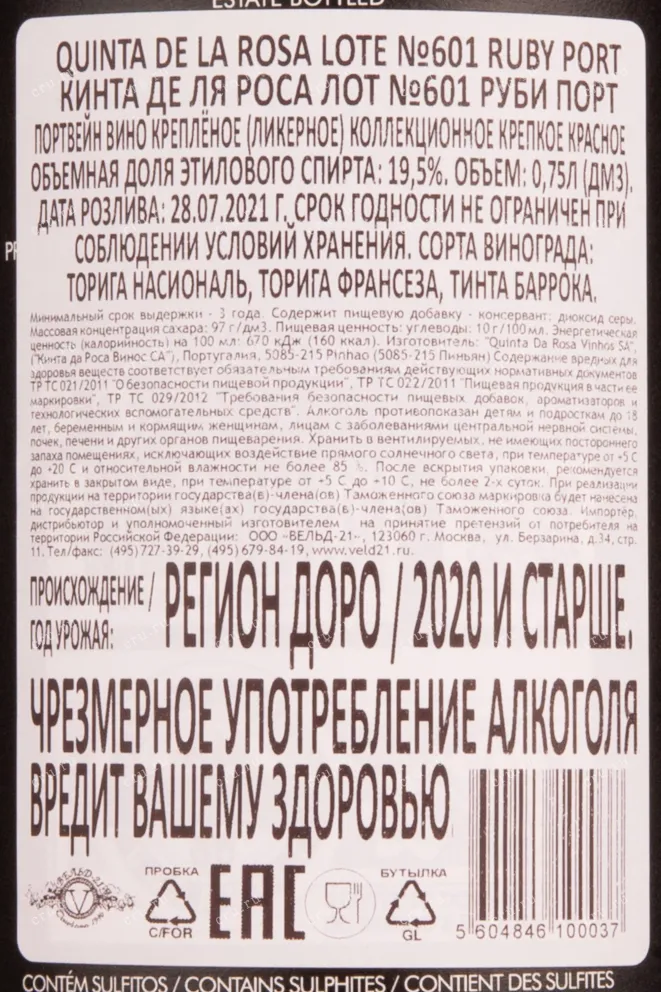 ESTATE BOTTLED
QUINTA DE LA ROSA LOTE №601 RUBY PORT
КИНТА ДЕ ЛЯ РОСА ЛОТ №601 РУБИ ПОРТ
ПОРТВЕЙН ВИНО КРЕПЛЁНОЕ (ЛИКЕРНОЕ) КОЛЛЕКЦИОННОЕ КРЕПКОЕ КРАСНОЕ
ОБЪЕМНАЯ ДОЛЯ ЭТИЛОВОГО СПИРТА: 19,5%. ОБЪЕМ: 0,75Л (ДМ3).
ДАТА РОЗЛИВА: 28.07.2021 Г. СРОК ГОДНОСТИ НЕ ОГРАНИЧЕН ПРИ
СОБЛЮДЕНИИ УСЛОВИЙ ХРАНЕНИЯ. СОРТА ВИНОГРАДА:
ТОРИГА НАСИОНАЛЬ, ТОРИГА ФРАНСЕЗА, ТИНТА БАРРОКА.
Минимальный срок выдержки - 3 года. Содержит пищевую добавку - консервант: диоксид серы.
Массовая концентрация сахара: 97 г/дм3. Пищевая ценность: углеводы: 10 г/100 мл. Энергетическая
ценность (калорийность) на 100 мл: 670 кДж (160 ккал). Изготовитель: "Quinta Da Rosa Vinhos SA",
("Кинта да Роса Винос СА"), Португалия, 5085-215 Pinhao (5085-215 Пиньян) Содержание вредных для
здоровья веществ соответствует обязательным требованиям действующих нормативных документов
ТР ТС 021/2011 "О безопасности пищевой продукции", ТР ТС 022/2011 "Пищевая продукция в части ее
маркировки", ТР ТС 029/2012 "Требования безопасности пищевых добавок, ароматизаторов и
технологических вспомогательных средств". Алкоголь противопоказан детям и подросткам до 18
лет, беременным и кормящим женщинам, лицам с заболеваниями центральной нервной системы,
почек, печени и других органов пищеварения. Хранить в вентилируемых, не имеющих постороннего
запаха помещениях, исключающих воздействие прямого солнечного света, при температуре от +5 С
до +20 С и относительной влажности не более 85 %. После вскрытия упаковки, рекомендуется
хранить в закрытом виде, при температуре от +5 С до +10 С, не более 2-х суток. При реализации
продукции на территории государства(в)-члена(ов) Таможенного союза маркировка будет нанесена
на государственном(ых) языке(ах) государства(в)-члена(ов) Таможенного союза. Импортёр,
дистрибьютор и уполномоченный изготовителем на принятие претензий от потребителя на
территории Российской Федерации: ООО «ВЕЛЬД-21», 123060 г. Москва, ул. Берзарина, д.34, стр.
11. Тел/факс: (495) 727-39-29, (495) 679-84-19, www.veld21.ru.
ПРОИСХОЖДЕНИЕ /
ГОД УРОЖАЯ:
РЕГИОН ДОРО / 2020 И СТАРШЕ.
ЧРЕЗМЕРНОЕ УПОТРЕБЛЕНИЕ АЛКОГОЛЯ
ВРЕДИТ ВАШЕМУ ЗДОРОВЬЮ
ПРОБКА
C/FOR
EAC
БУТЫЛКА
GL
5 604846 100037
CONTÉM SULFITOS / CONTAINS SULPHITES / CONTIENT DES SULFITES